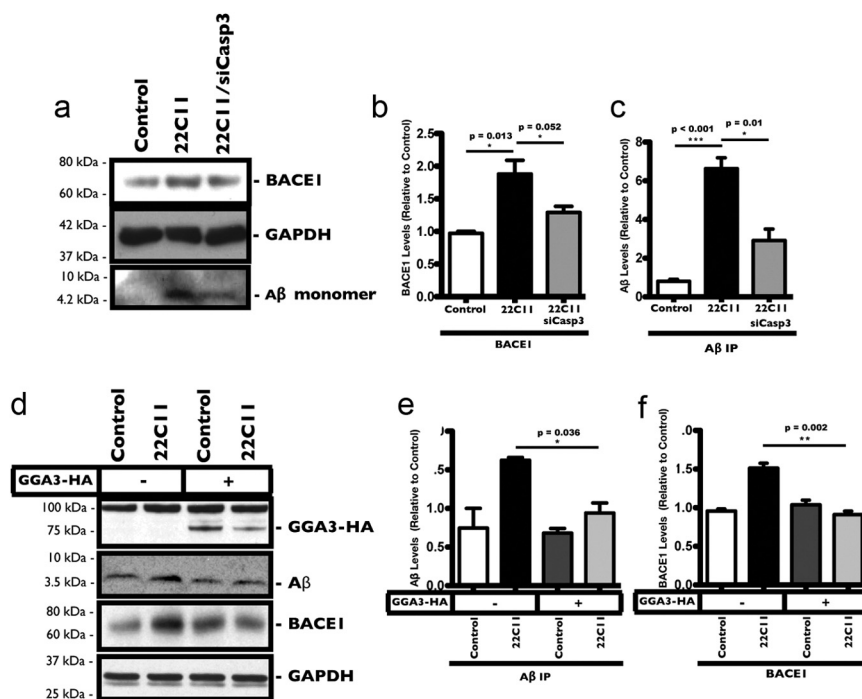 a
Control
22C11
22C11/siCasp3
80 kDa -
60 kDa -
- BACE1
42 kDa -
37 kDa -
- GAPDH
10 kDa -
4.2 kDa -
- Aβ monomer
b
BACE1 Levels (Relative to Control)
2.5
2.0
1.5
1.0
0.5
0.0
p = 0.013
*
p = 0.052
*
Control
22C11
22C11
siCasp3
BACE1
c
Aβ Levels (Relative to Control)
8
6
4
2
0
p < 0.001
***
p = 0.01
*
Control
22C11
22C11
siCasp3
Aβ IP
d
Control
22C11
Control
22C11
GGA3-HA
-
+
100 kDa -
75 kDa -
- GGA3-HA
10 kDa -
3.5 kDa -
- Aβ
80 kDa -
60 kDa -
- BACE1
37 kDa -
25 kDa -
- GAPDH
e
Aβ Levels (Relative to Control)
.0
1.5
1.0
0.5
0
p = 0.036
*
GGA3-HA
-
+
Control
22C11
Control
22C11
Aβ IP
f
BACE1 Levels (Relative to Control)
.0
1.5
1.0
0.5
0
p = 0.002
**
GGA3-HA
-
+
Control
22C11
Control
22C11
BACE1